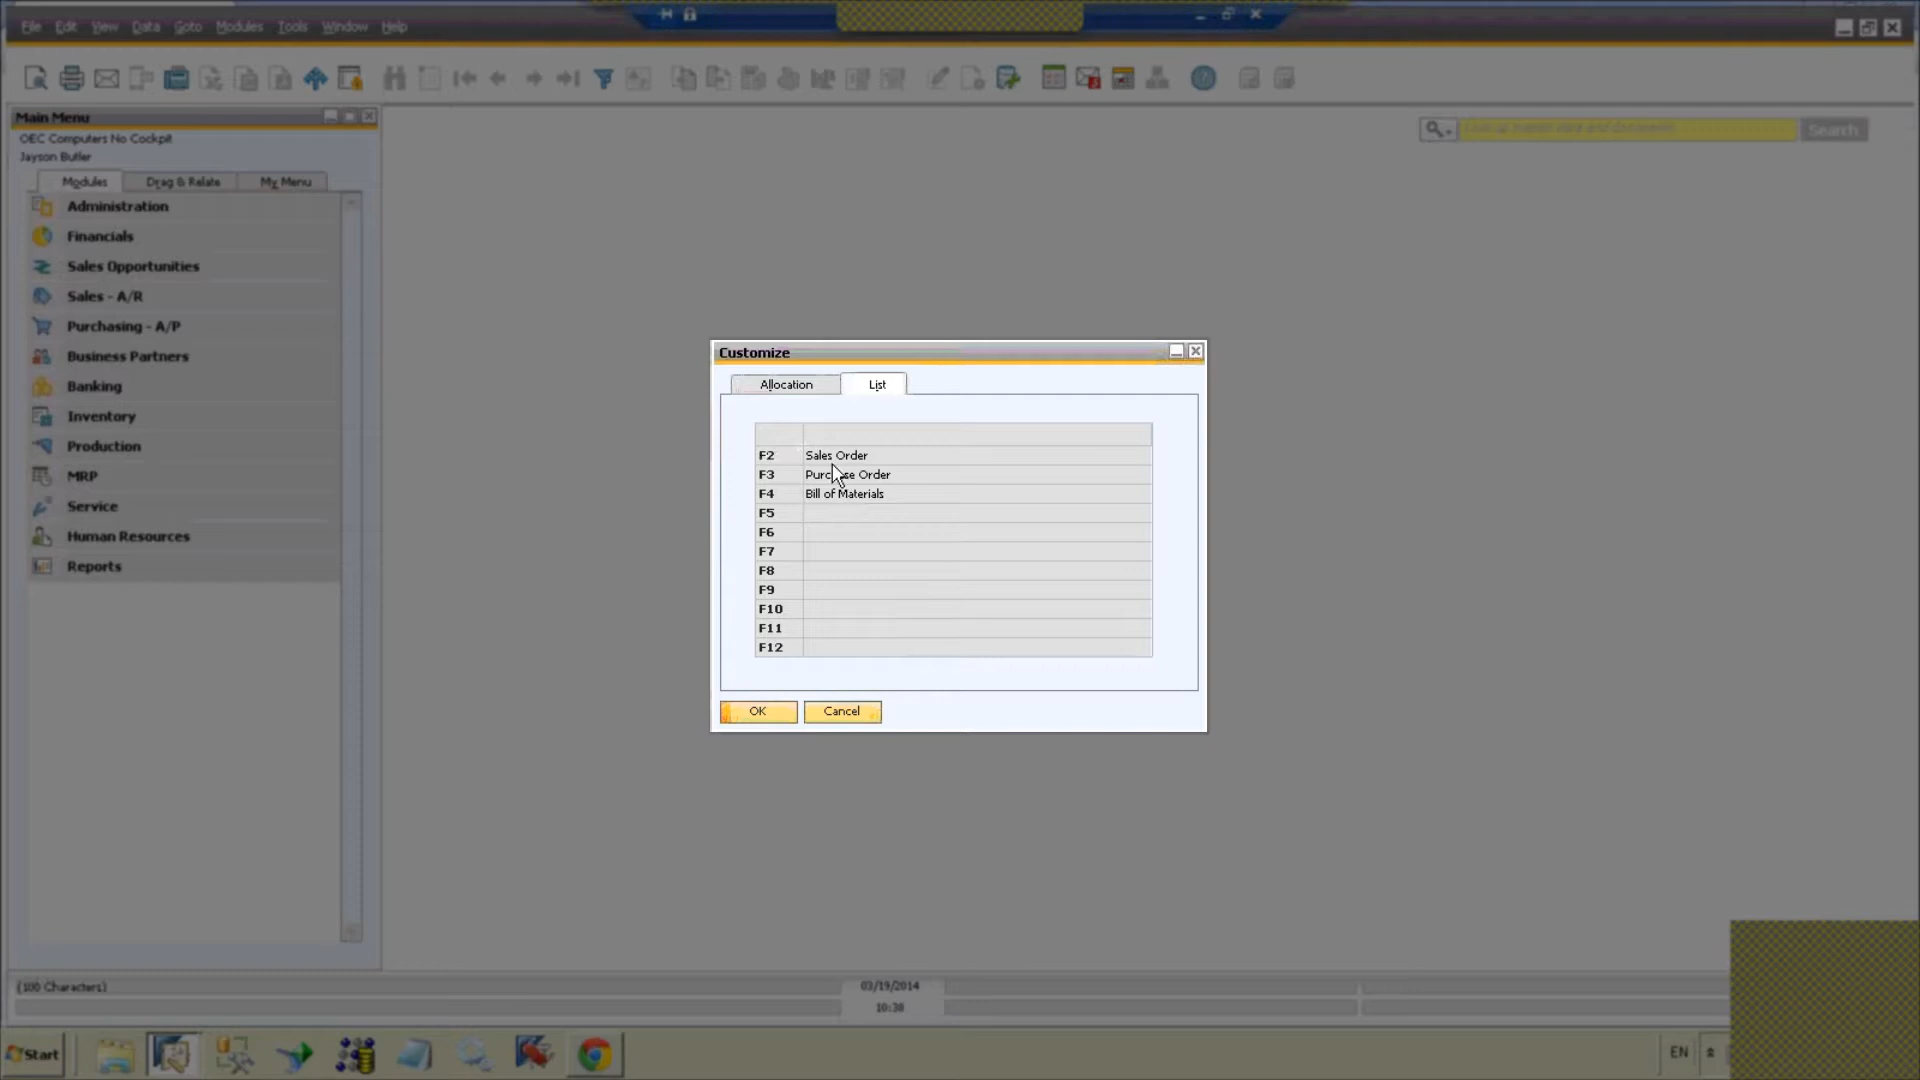 File Edit View Data Goto Modules Tools Window Help
Main Menu
OEC Computers No Cockpit
Jayson Butler
Modules Drag & Relate My Menu
Administration
Financials
Sales Opportunities
Sales - A/R
Purchasing - A/P
Business Partners
Banking
Inventory
Production
MRP
Service
Human Resources
Reports
Search
Customize
Allocation List
F2 Sales Order
F3 Purchase Order
F4 Bill of Materials
F5
F6
F7
F8
F9
F10
F11
F12
OK Cancel
(100 Characters)
03/19/2014
10:38
Start
EN